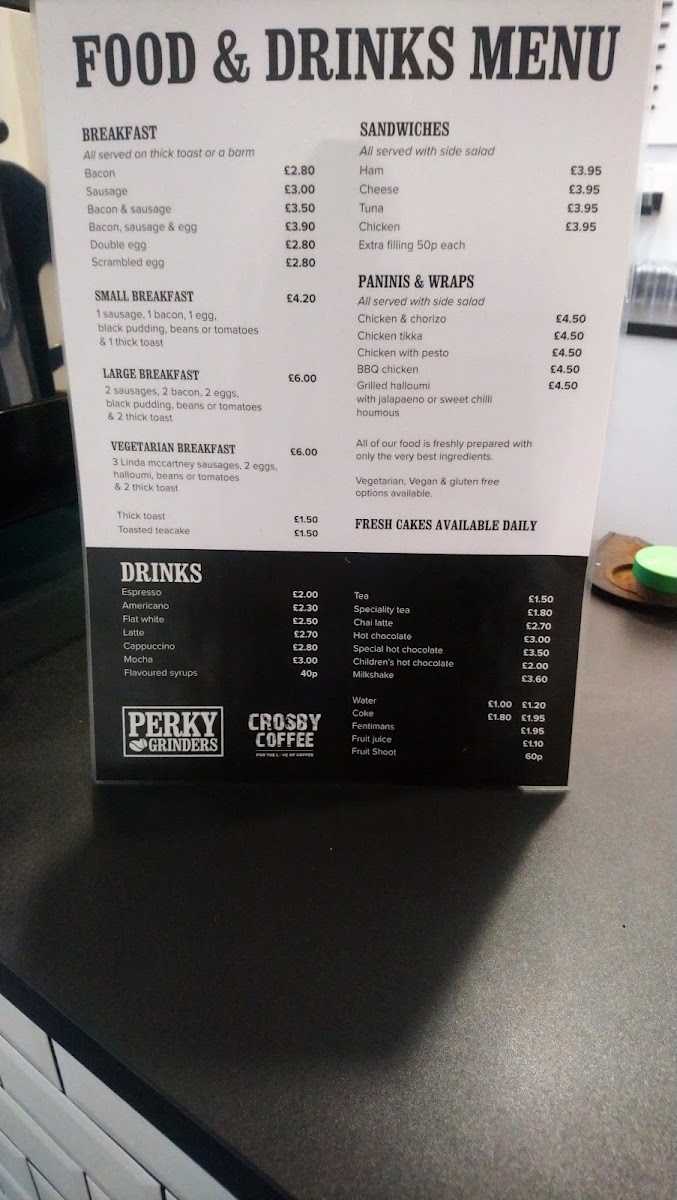 FOOD & DRINKS MENU
BREAKFAST
All served on thick toast or a barm
Bacon £2.80
Sausage £3.00
Bacon & sausage £3.50
Bacon, sausage & egg £3.90
Double egg £2.80
Scrambled egg £2.80
SMALL BREAKFAST £4.20
1 sausage, 1 bacon, 1 egg,
black pudding, beans or tomatoes
& 1 thick toast
LARGE BREAKFAST £6.00
2 sausages, 2 bacon, 2 eggs,
black pudding, beans or tomatoes
& 2 thick toast
VEGETARIAN BREAKFAST £6.00
3 Linda mccartney sausages, 2 eggs,
halloumi, beans or tomatoes
& 2 thick toast
Thick toast £1.50
Toasted teacake £1.50
SANDWICHES
All served with side salad
Ham £3.95
Cheese £3.95
Tuna £3.95
Chicken £3.95
Extra filling 50p each
PANINIS & WRAPS
All served with side salad
Chicken & chorizo £4.50
Chicken tikka £4.50
Chicken with pesto £4.50
BBQ chicken £4.50
Grilled halloumi £4.50
with jalapaeno or sweet chilli
houmous
All of our food is freshly prepared with
only the very best ingredients.
Vegetarian, Vegan & gluten free
options available.
FRESH CAKES AVAILABLE DAILY
DRINKS
Espresso £2.00
Americano £2.30
Flat white £2.50
Latte £2.70
Cappuccino £2.80
Mocha £3.00
Flavoured syrups 40p
Tea £1.50
Speciality tea £1.80
Chai latte £2.70
Hot chocolate £3.00
Special hot chocolate £3.50
Children's hot chocolate £2.00
Milkshake £3.60
Water £1.00 £1.20
Coke £1.80 £1.95
Fentimans £1.95
Fruit juice £1.10
Fruit Shoot 60p
PERKY
GRINDERS
CROSBY
COFFEE
FOR THE L VE OF COFFEE